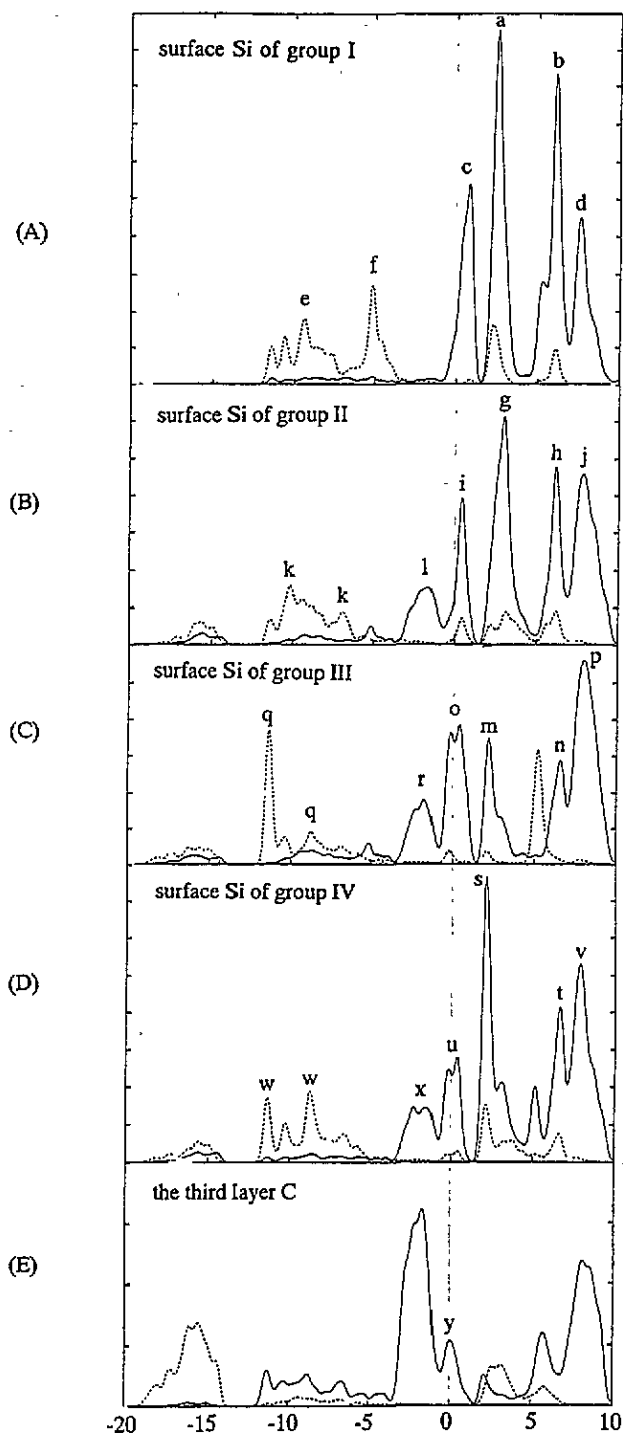 (A)
surface Si of group I
a
b
c
d
e
f
(B)
surface Si of group II
g
h
j
i
k
k
l
(C)
surface Si of group III
p
q
o
m
n
r
q
(D)
surface Si of group IV
s
v
t
u
w
w
x
(E)
the third layer C
y
-20 -15 -10 -5 0 5 10